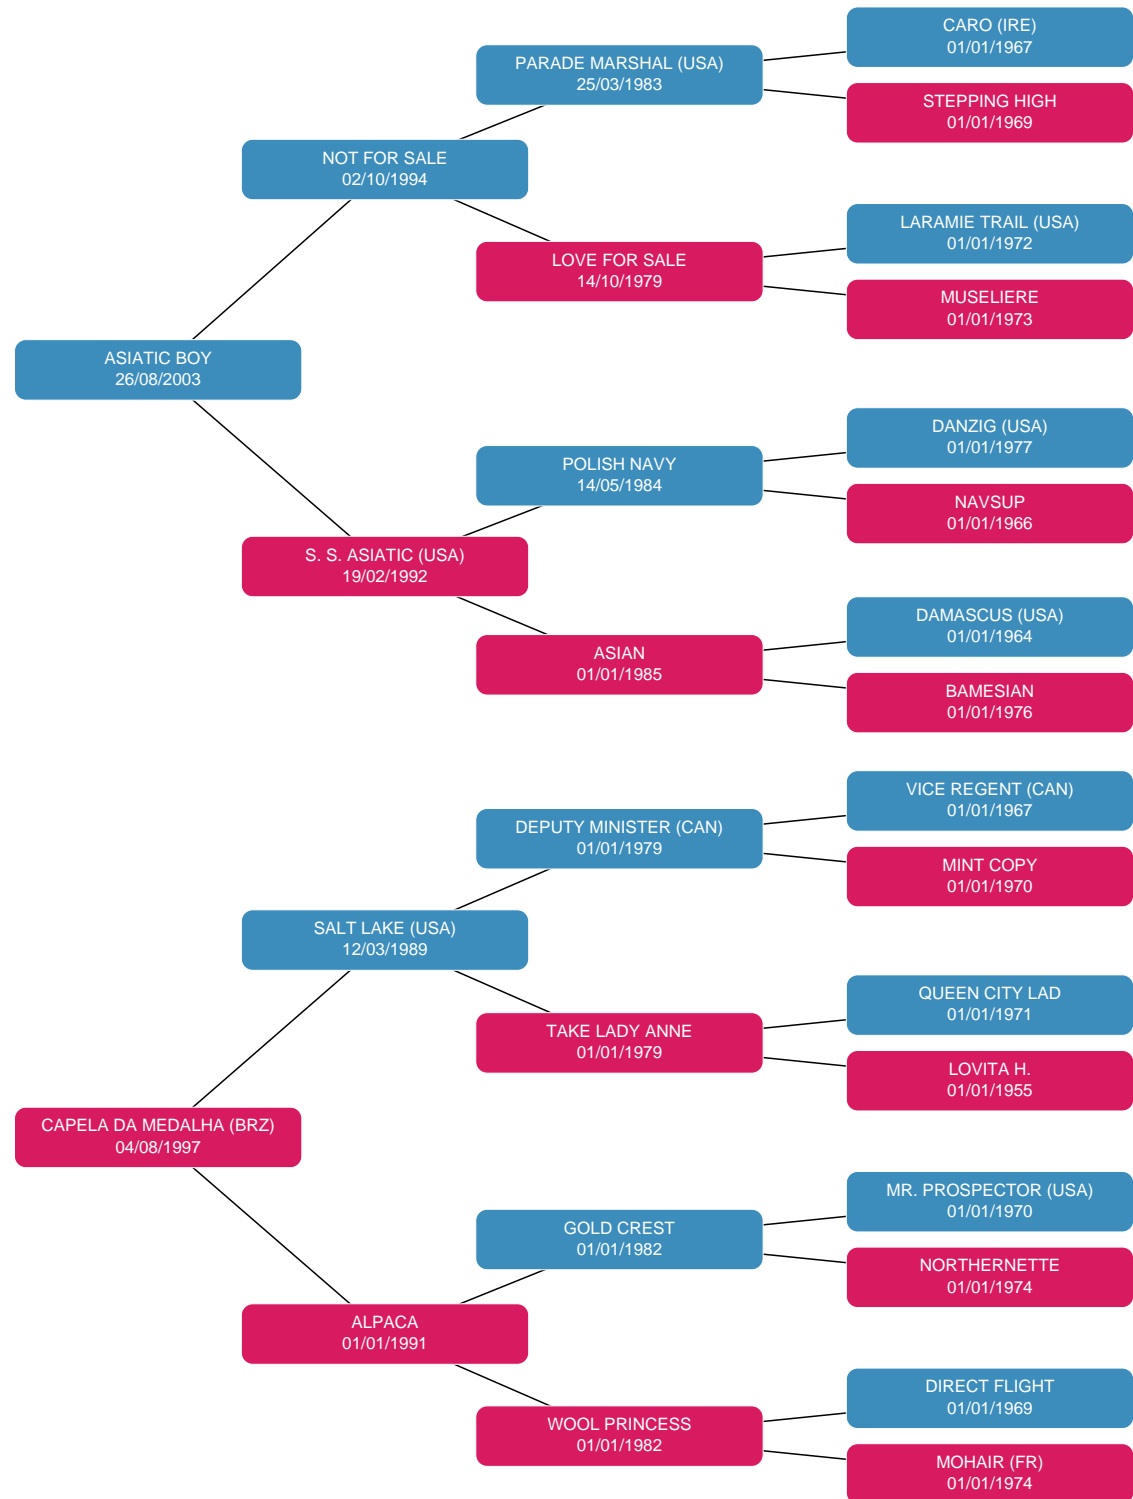 CARO (IRE)
01/01/1967
PARADE MARSHAL (USA)
25/03/1983
STEPPING HIGH
01/01/1969
NOT FOR SALE
02/10/1994
LARAMIE TRAIL (USA)
01/01/1972
LOVE FOR SALE
14/10/1979
MUSELIERE
01/01/1973
ASIATIC BOY
26/08/2003
DANZIG (USA)
01/01/1977
POLISH NAVY
14/05/1984
NAVSUP
01/01/1966
S. S. ASIATIC (USA)
19/02/1992
DAMASCUS (USA)
01/01/1964
ASIAN
01/01/1985
BAMESIAN
01/01/1976
VICE REGENT (CAN)
01/01/1967
DEPUTY MINISTER (CAN)
01/01/1979
MINT COPY
01/01/1970
SALT LAKE (USA)
12/03/1989
QUEEN CITY LAD
01/01/1971
TAKE LADY ANNE
01/01/1979
LOVITA H.
01/01/1955
CAPELA DA MEDALHA (BRZ)
04/08/1997
MR. PROSPECTOR (USA)
01/01/1970
GOLD CREST
01/01/1982
NORTHERNETTE
01/01/1974
ALPACA
01/01/1991
DIRECT FLIGHT
01/01/1969
WOOL PRINCESS
01/01/1982
MOHAIR (FR)
01/01/1974